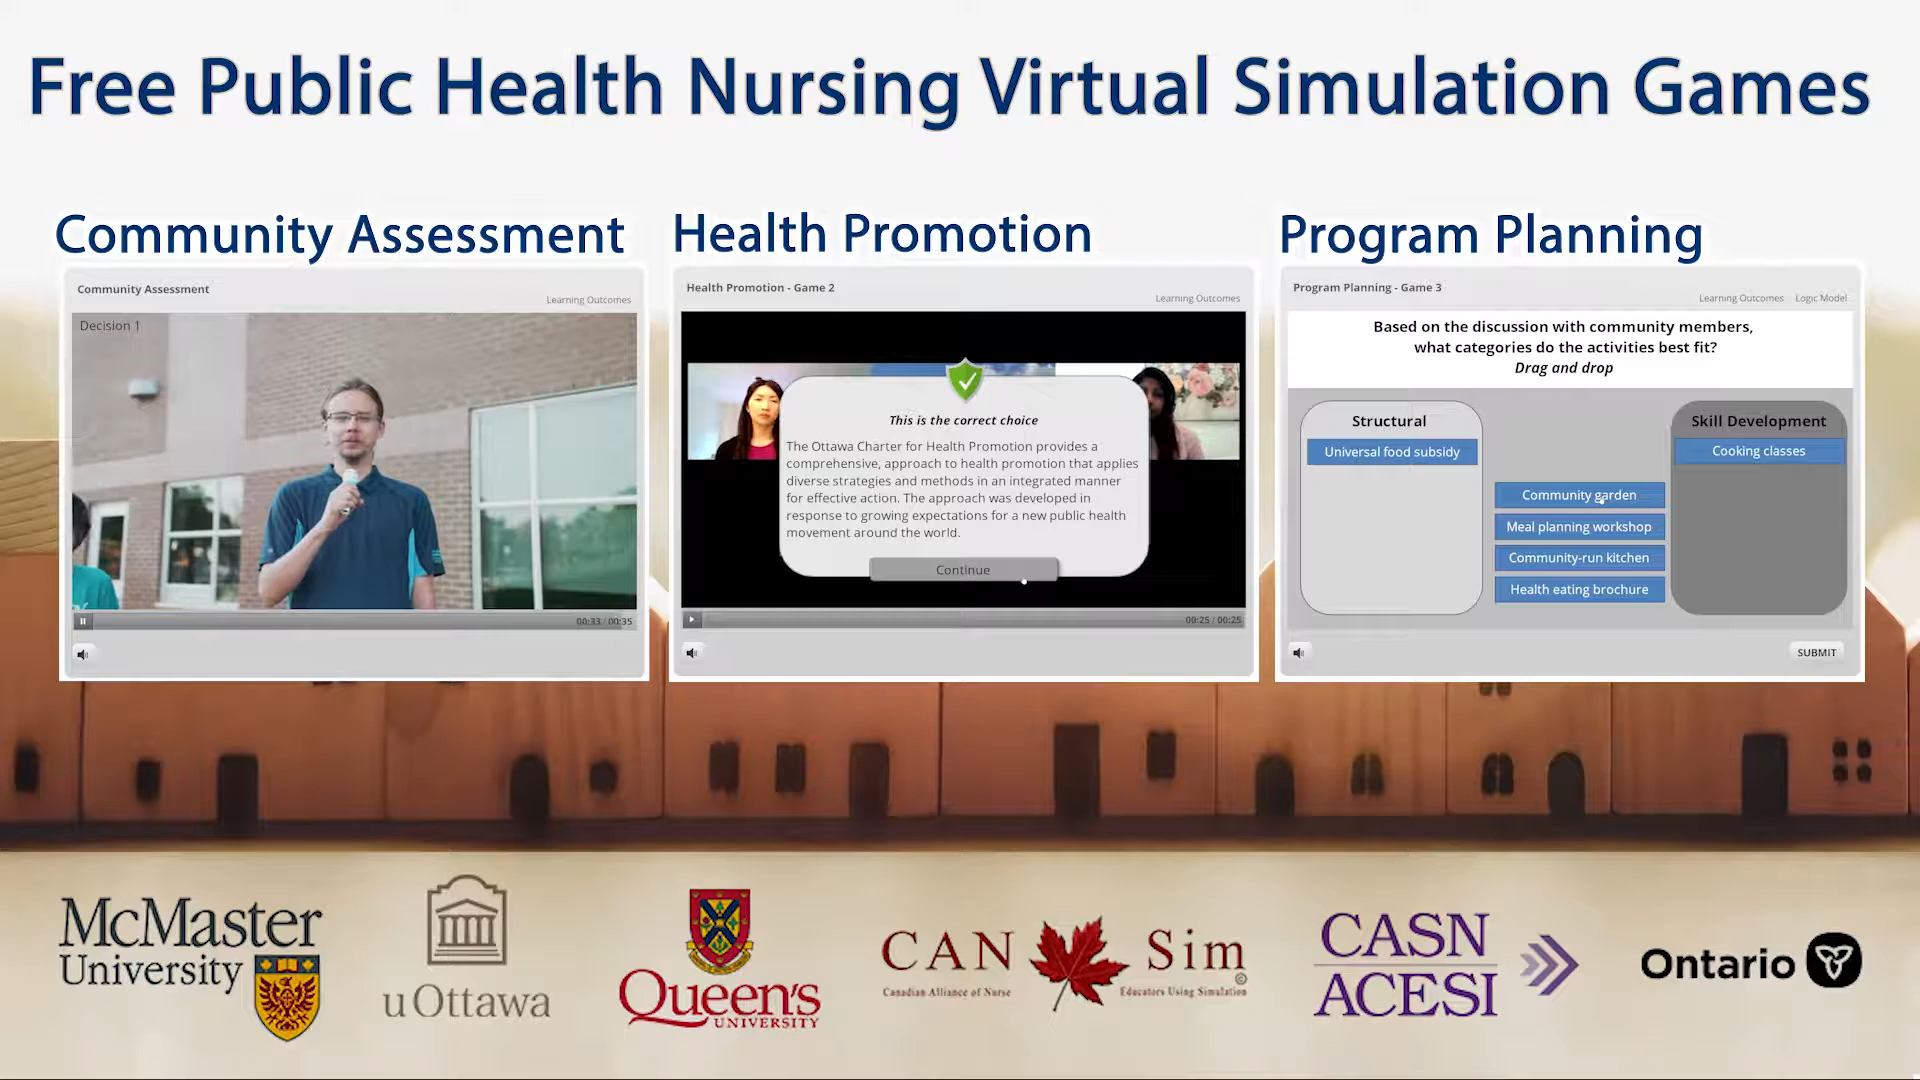 Free Public Health Nursing Virtual Simulation Games
Community Assessment
Community Assessment
Learning Outcomes
Decision 1
00:33 / 00:35
Health Promotion
Health Promotion - Game 2
Learning Outcomes
This is the correct choice
The Ottawa Charter for Health Promotion provides a
comprehensive, approach to health promotion that applies
diverse strategies and methods in an integrated manner
for effective action. The approach was developed in
response to growing expectations for a new public health
movement around the world.
Continue
00:25 / 00:25
Program Planning
Program Planning - Game 3
Learning Outcomes Logic Model
Based on the discussion with community members,
what categories do the activities best fit?
Drag and drop
Structural
Universal food subsidy
Community garden
Meal planning workshop
Community-run kitchen
Health eating brochure
Skill Development
Cooking classes
SUBMIT
McMaster
University
uOttawa
Queen's
UNIVERSITY
CAN Sim
©
Canadian Alliance of Nurse Educators Using Simulation
CASN
ACESI
Ontario